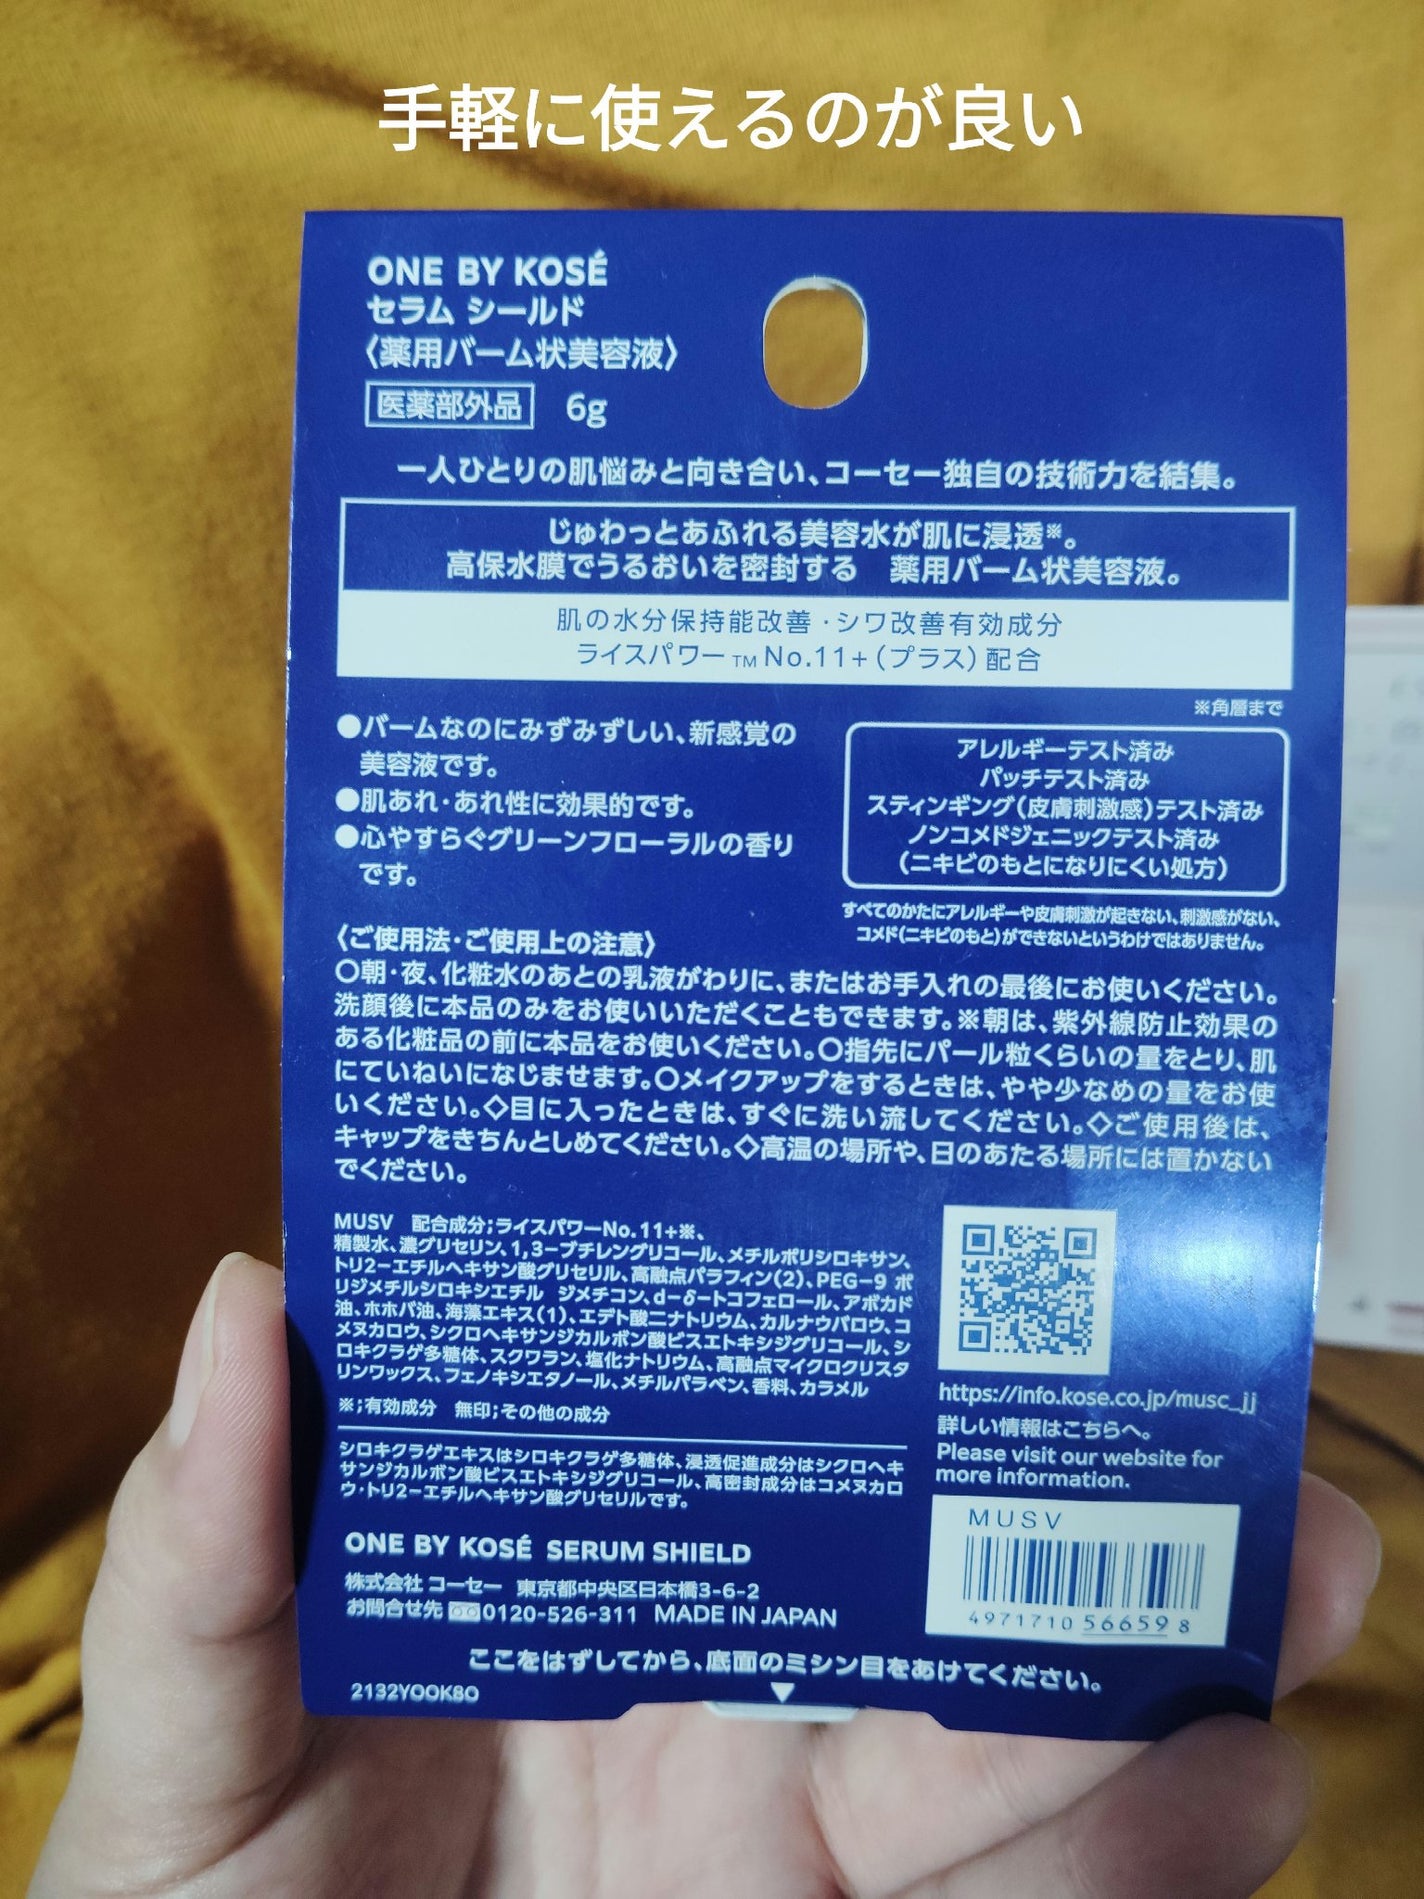 手軽に使えるのが良い
ONE BY KOSÉ
セラム シールド
〈薬用バーム状美容液〉
医薬部外品 6g
一人ひとりの肌悩みと向き合い、コーセー独自の技術力を結集。
じゅわっとあふれる美容水が肌に浸透※。
高保水膜でうるおいを密封する 薬用バーム状美容液。
肌の水分保持能改善・シワ改善有効成分
ライスパワー™No.11+(プラス)配合
※角層まで
●バームなのにみずみずしい、新感覚の
美容液です。
●肌あれ・あれ性に効果的です。
●心やすらぐグリーンフローラルの香り
です。
アレルギーテスト済み
パッチテスト済み
スティンギング(皮膚刺激感)テスト済み
ノンコメドジェニックテスト済み
(ニキビのもとになりにくい処方)
すべてのかたにアレルギーや皮膚刺激が起きない、刺激感がない、
コメド(ニキビのもと)ができないというわけではありません。
〈ご使用法・ご使用上の注意〉
○朝・夜、化粧水のあとの乳液がわりに、またはお手入れの最後にお使いください。
洗顔後に本品のみをお使いいただくこともできます。※朝は、紫外線防止効果の
ある化粧品の前に本品をお使いください。○指先にパール粒くらいの量をとり、肌
にていねいになじませます。○メイクアップをするときは、やや少なめの量をお使
いください。◇目に入ったときは、すぐに洗い流してください。◇ご使用後は、
キャップをきちんとしめてください。◇高温の場所や、日のあたる場所には置かない
でください。
MUSV 配合成分;ライスパワーNo.11+※、
精製水、濃グリセリン、1,3-ブチレングリコール、メチルポリシロキサン、
トリ2-エチルヘキサン酸グリセリル、高融点パラフィン(2)、PEG-9 ポ
リジメチルシロキシエチル ジメチコン、d-δ-トコフェロール、アボカド
油、ホホバ油、海藻エキス(1)、エデト酸二ナトリウム、カルナウバロウ、コ
メヌカロウ、シクロヘキサンジカルボン酸ビスエトキシジグリコール、シ
ロキクラゲ多糖体、スクワラン、塩化ナトリウム、高融点マイクロクリスタ
リンワックス、フェノキシエタノール、メチルパラベン、香料、カラメル
※;有効成分 無印;その他の成分
シロキクラゲエキスはシロキクラゲ多糖体、浸透促進成分はシクロヘキ
サンジカルボン酸ビスエトキシジグリコール、高密封成分はコメヌカロ
ウ・トリ2-エチルヘキサン酸グリセリルです。
https://info.kose.co.jp/musc_jj
詳しい情報はこちらへ。
Please visit our website for
more information.
MUSV
4971710 566598
ONE BY KOSÉ SERUM SHIELD
株式会社 コーセー 東京都中央区日本橋3-6-2
お問合せ先 0120-526-311 MADE IN JAPAN
ここをはずしてから、底面のミシン目をあけてください。
2132YOOK80